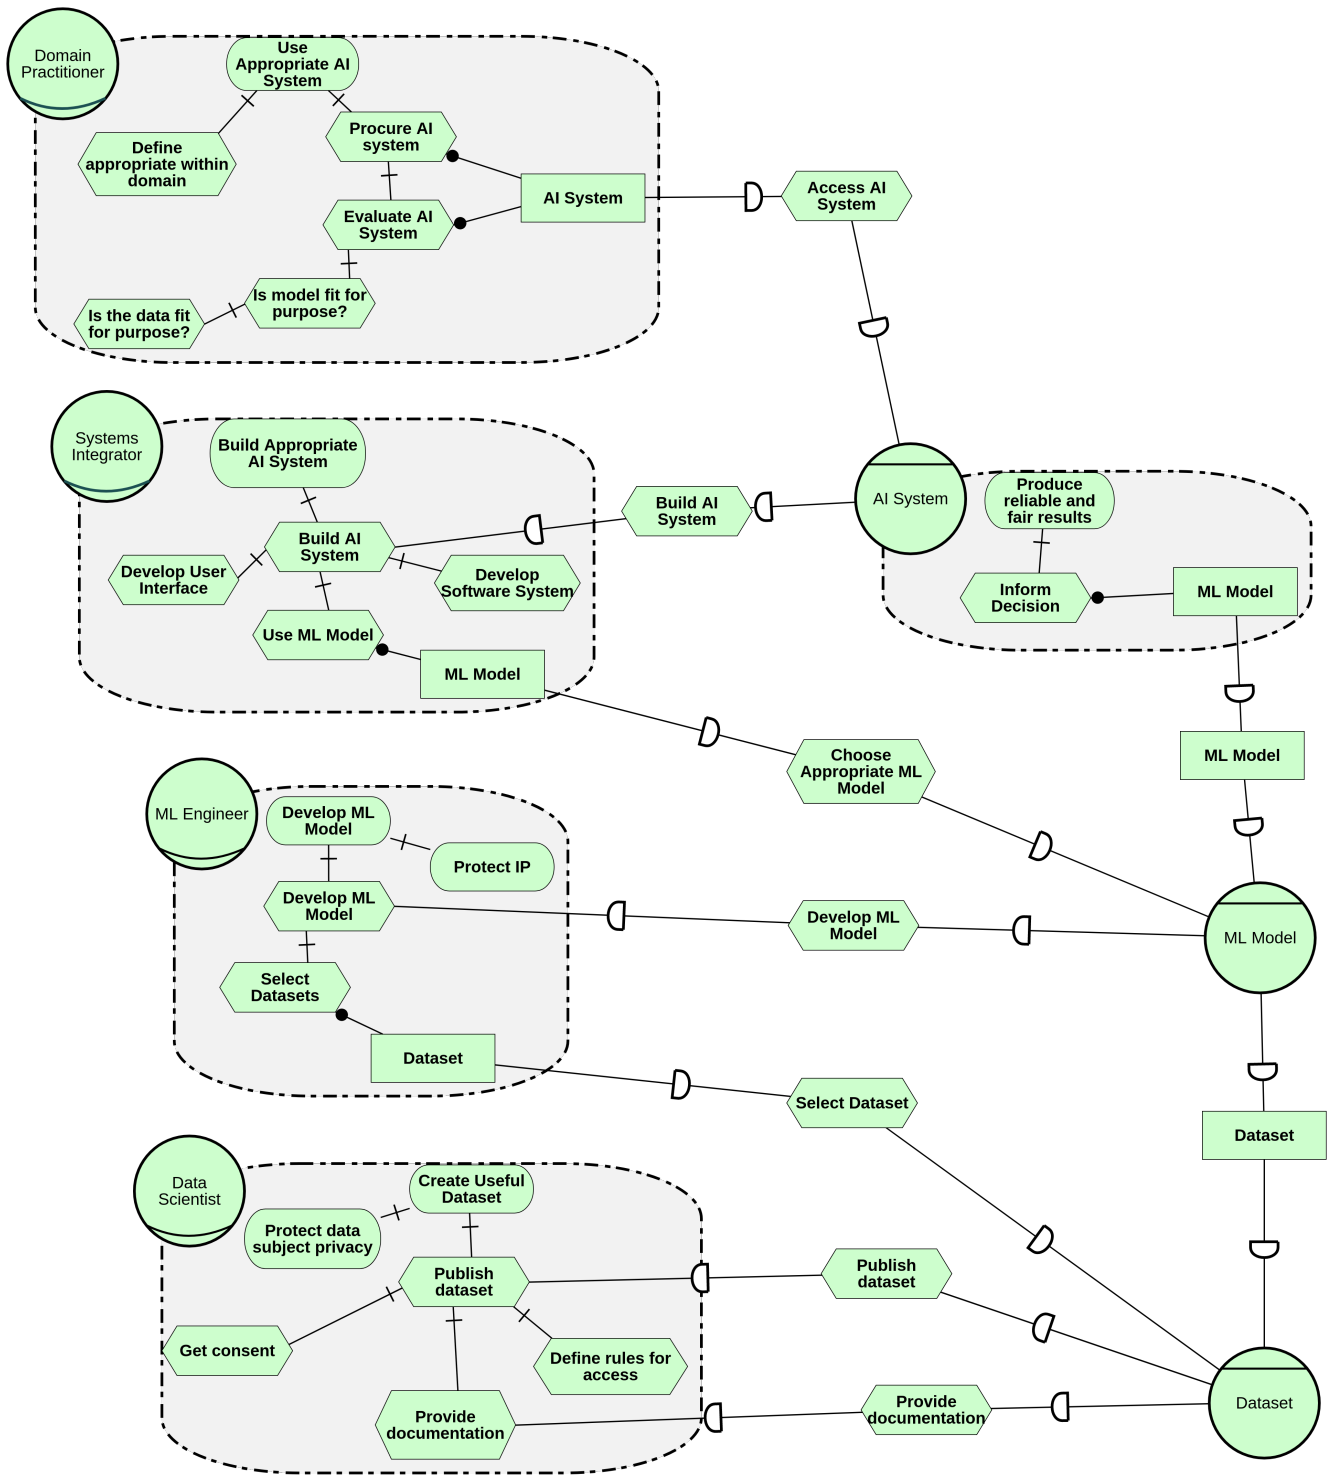 Domain
Practitioner
Use
Appropriate AI
System
Define
appropriate within
domain
Procure AI
system
Evaluate AI
System
AI System
Is model fit for
purpose?
Is the data fit
for purpose?
Access AI
System
Systems
Integrator
Build Appropriate
AI System
Build AI
System
Develop User
Interface
Develop
Software System
Use ML Model
ML Model
Build AI
System
AI System
Produce
reliable and
fair results
Inform
Decision
ML Model
ML Model
Choose
Appropriate ML
Model
ML Engineer
Develop ML
Model
Protect IP
Develop ML
Model
Select
Datasets
Dataset
Develop ML
Model
ML Model
Select Dataset
Dataset
Data
Scientist
Create Useful
Dataset
Protect data
subject privacy
Publish
dataset
Get consent
Define rules for
access
Provide
documentation
Publish
dataset
Provide
documentation
Dataset